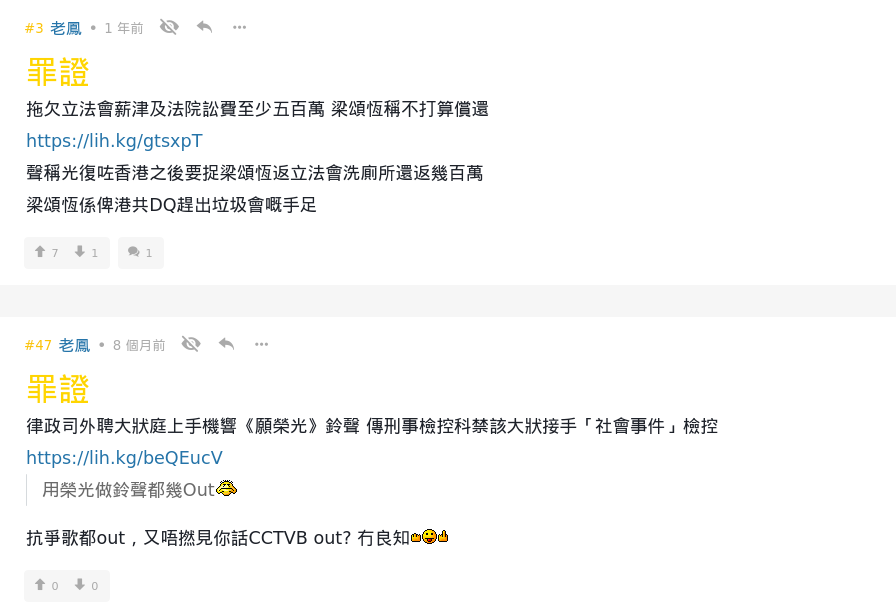 #3 老鳳 • 1 年前
罪證
拖欠立法會薪津及法院訟費至少五百萬 梁頌恆稱不打算償還
https://lih.kg/gtsxpT
聲稱光復咗香港之後要捉梁頌恆返立法會洗廁所還返幾百萬
梁頌恆係俾港共DQ趕出垃圾會嘅手足
7 1 1
#47 老鳳 • 8 個月前
罪證
律政司外聘大狀庭上手機響《願榮光》鈴聲 傳刑事檢控科禁該大狀接手「社會事件」檢控
https://lih.kg/beQEucV
用榮光做鈴聲都幾Out
抗爭歌都out，又唔撚見你話CCTVB out? 冇良知
0 0